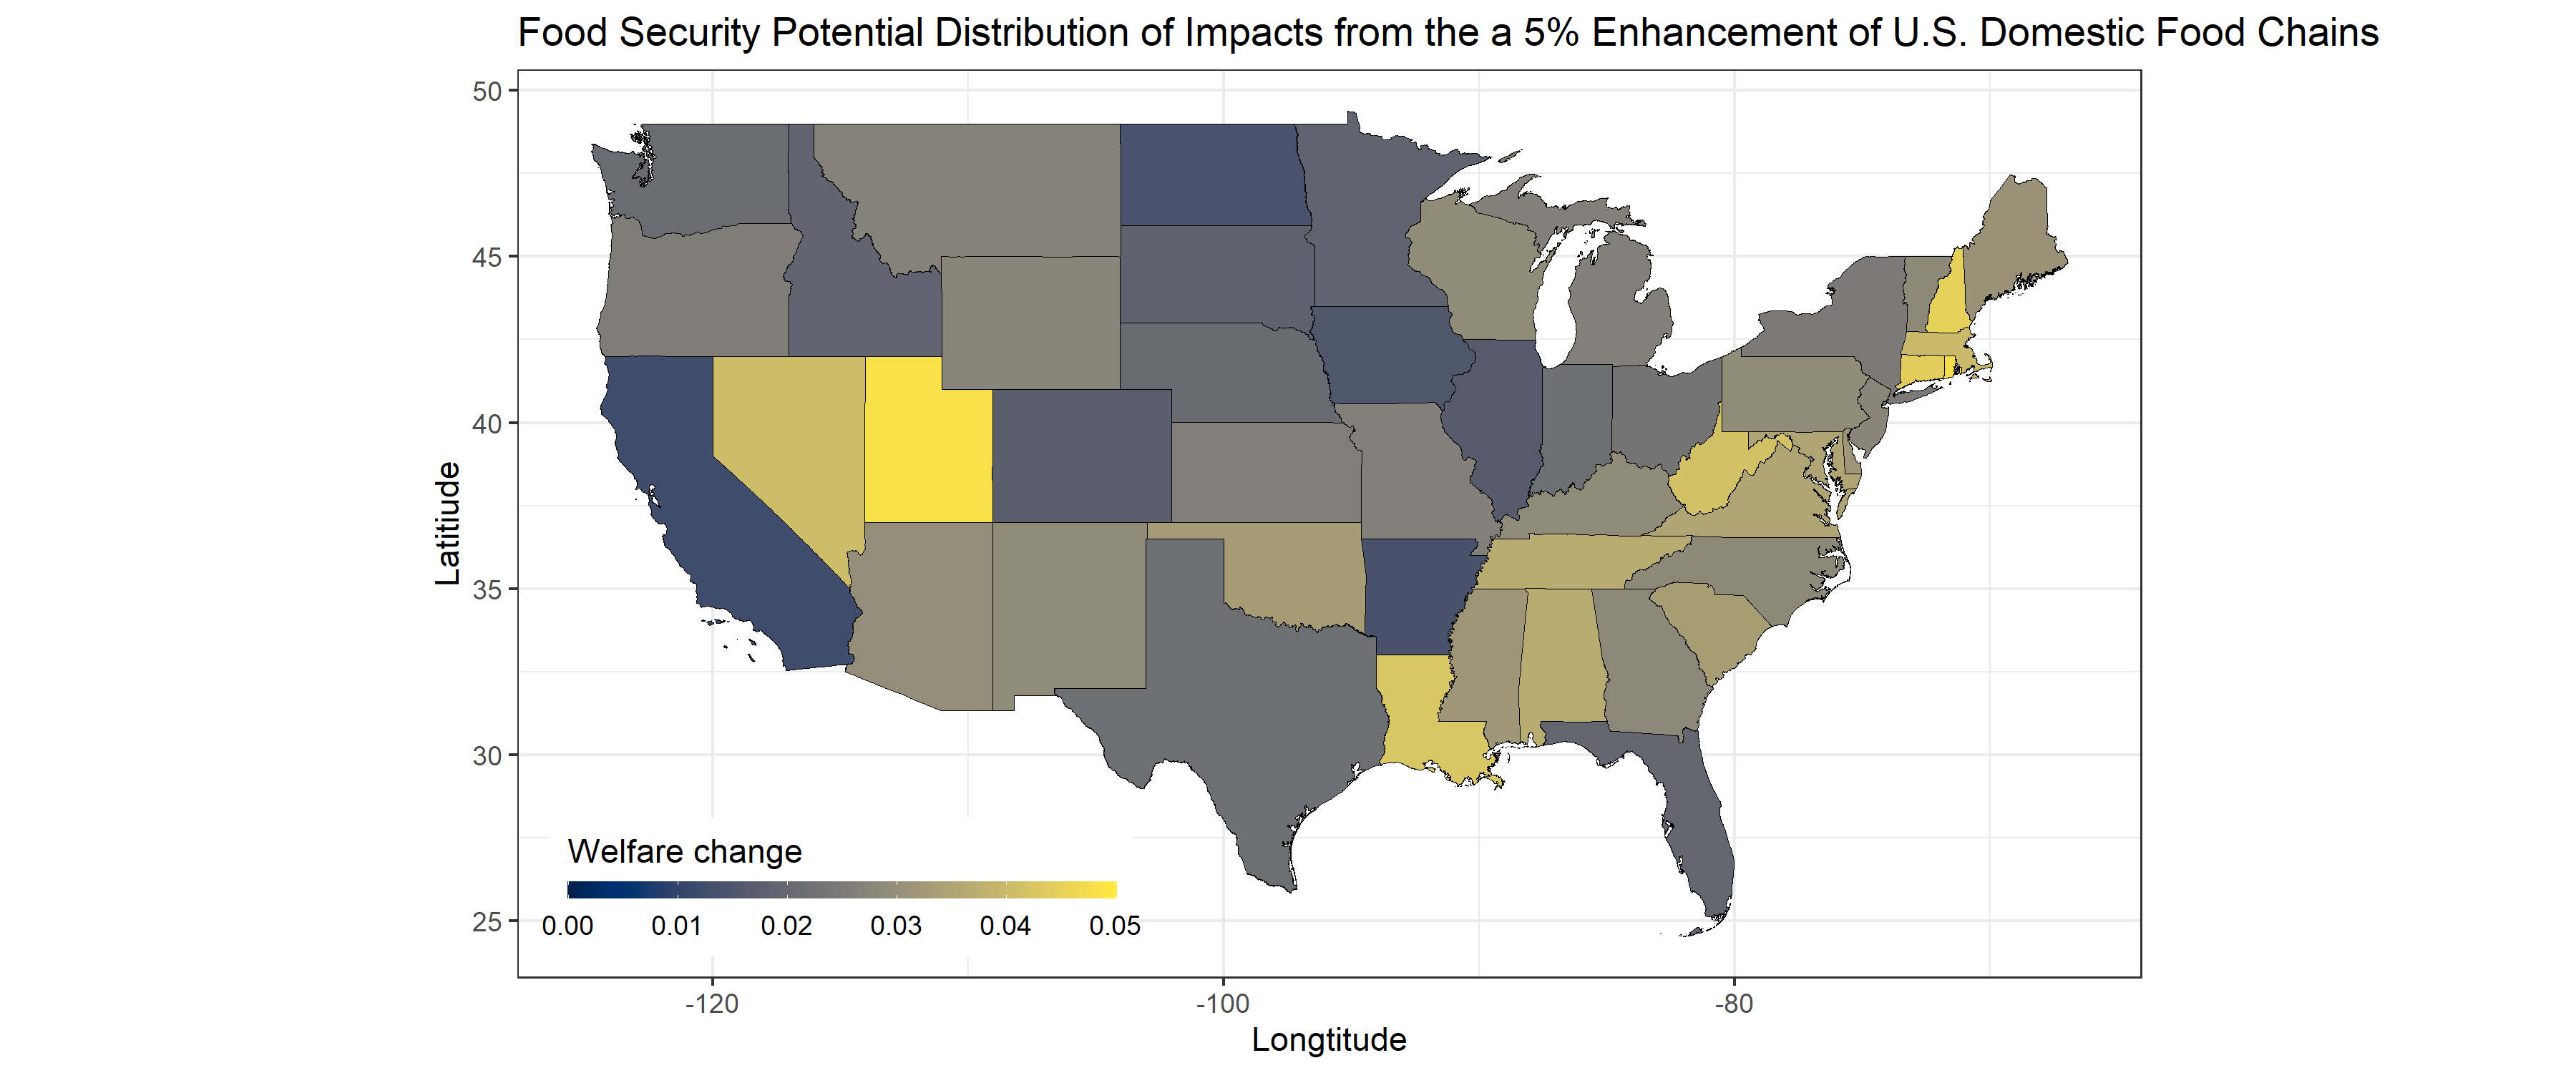 Food Security Potential Distribution of Impacts from the a 5% Enhancement of U.S. Domestic Food Chains
50
45
40
35
30
25
Latitiude
Welfare change
0.00 0.01 0.02 0.03 0.04 0.05
-120 -100 -80
Longtitude